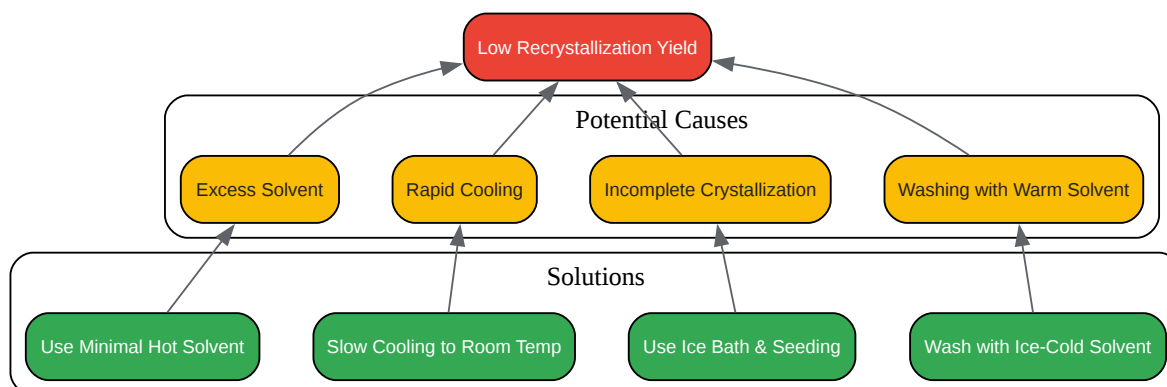 Low Recrystallization Yield
Potential Causes
Excess Solvent
Rapid Cooling
Incomplete Crystallization
Washing with Warm Solvent
Solutions
Use Minimal Hot Solvent
Slow Cooling to Room Temp
Use Ice Bath & Seeding
Wash with Ice-Cold Solvent